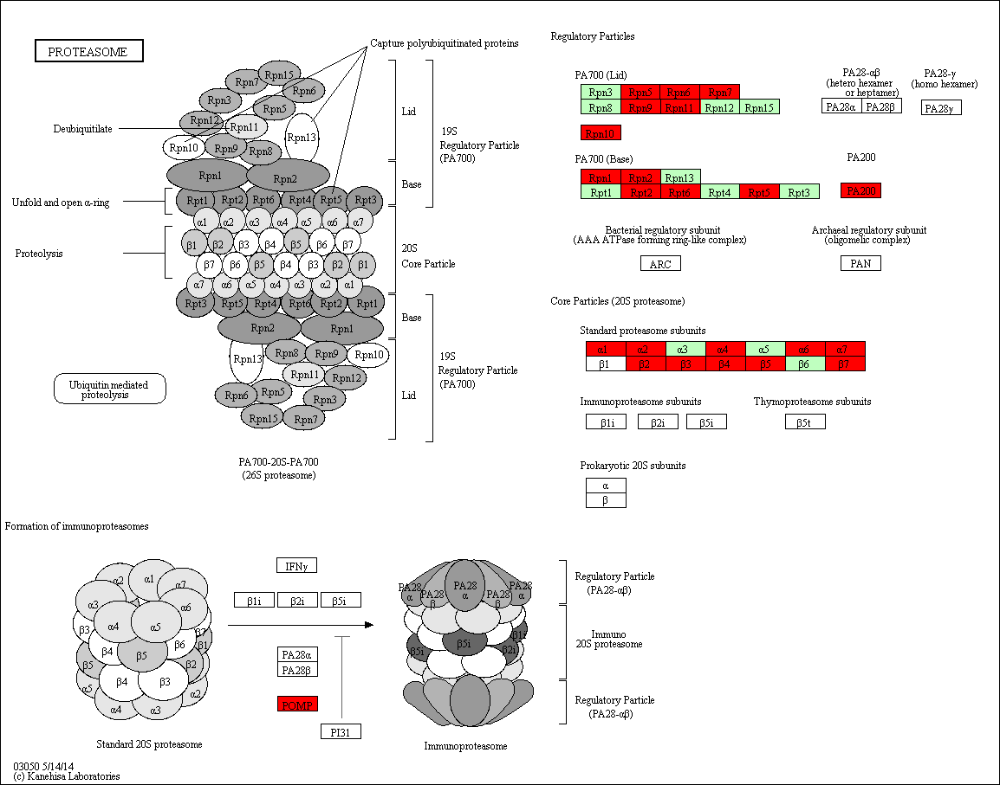 PROTEASOME
Capture polyubiquitinated proteins
Rpn15
Rpn7
Rpn6
Rpn3
Rpn5
Rpn12
Rpn11
Deubiquitilate
Rpn13
Rpn10
Rpn9
Rpn8
Lid
19S
Regulatory Particle
(PA700)
Rpn1
Rpn2
Base
Unfold and open α-ring
Rpt1 Rpt2 Rpt6 Rpt4 Rpt5 Rpt3
α1 α2 α3 α4 α5 α6 α7
Proteolysis
β1 β2 β3 β4 β5 β6 β7
20S
Core Particle
β7 β6 β5 β4 β3 β2 β1
α7 α6 α5 α4 α3 α2 α1
Rpt3 Rpt5 Rpt4 Rpt6 Rpt2 Rpt1
Base
Rpn2 Rpn1
Rpn13 Rpn8 Rpn9 Rpn10
19S
Regulatory Particle
(PA700)
Rpn11 Rpn12
Ubiquitin mediated
proteolysis
Rpn6 Rpn5 Rpn3
Lid
Rpn15 Rpn7
PA700-20S-PA700
(26S proteasome)
Regulatory Particles
PA700 (Lid)
Rpn3 Rpn5 Rpn6 Rpn7
Rpn8 Rpn9 Rpn11 Rpn12 Rpn15
Rpn10
PA28-αβ
(hetero hexamer
or heptamer)
PA28α PA28β
PA28-γ
(homo hexamer)
PA28γ
PA700 (Base)
Rpn1 Rpn2 Rpn13
Rpt1 Rpt2 Rpt6 Rpt4 Rpt5 Rpt3
PA200
PA200
Bacterial regulatory subunit
(AAA ATPase forming ring-like complex)
ARC
Archaeal regulatory subunit
(oligomelic complex)
PAN
Core Particles (20S proteasome)
Standard proteasome subunits
α1 α2 α3 α4 α5 α6 α7
β1 β2 β3 β4 β5 β6 β7
Immunoproteasome subunits
β1i β2i β5i
Thymoproteasome subunits
β5t
Prokaryotic 20S subunits
α
β
Formation of immunoproteasomes
α2 α1 α7
α3 α6
α4 α5
β3 β7
β4 β6 β1
β5
β5 β2
β4 β3
α5 α2
α4 α3
Standard 20S proteasome
IFNγ
β1i β2i β5i
PA28α
PA28β
POMP
PI31
PA28
α
PA28
β
PA28
α
PA28
β
PA28
α
β1i
β5i β5i β2i
Immunoproteasome
Regulatory Particle
(PA28-αβ)
Immuno
20S proteasome
Regulatory Particle
(PA28-αβ)
03050 5/14/14
(c) Kanehisa Laboratories